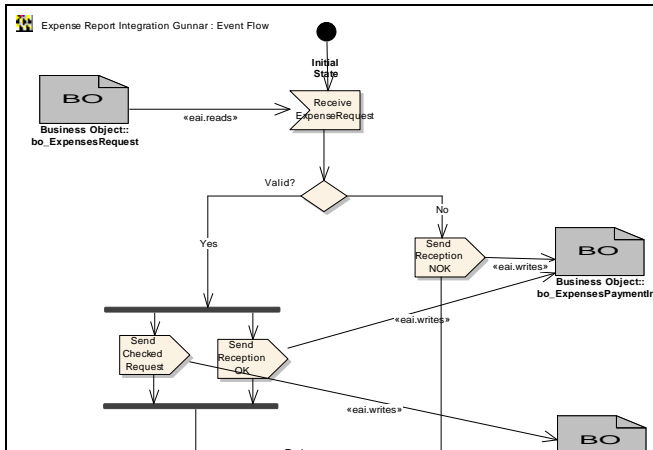 Expense Report Integration Gunnar : Event Flow
Initial
State
BO
Receive
ExpenseRequest
«eai.reads»
Business Object::
bo_ExpensesRequest
Valid?
No
Yes
Send
Reception
NOK
BO
«eai.writes»
Business Object::
bo_ExpensesPaymentIn
«eai.writes»
Send
Checked
Request
Send
Reception
OK
«eai.writes»
BO